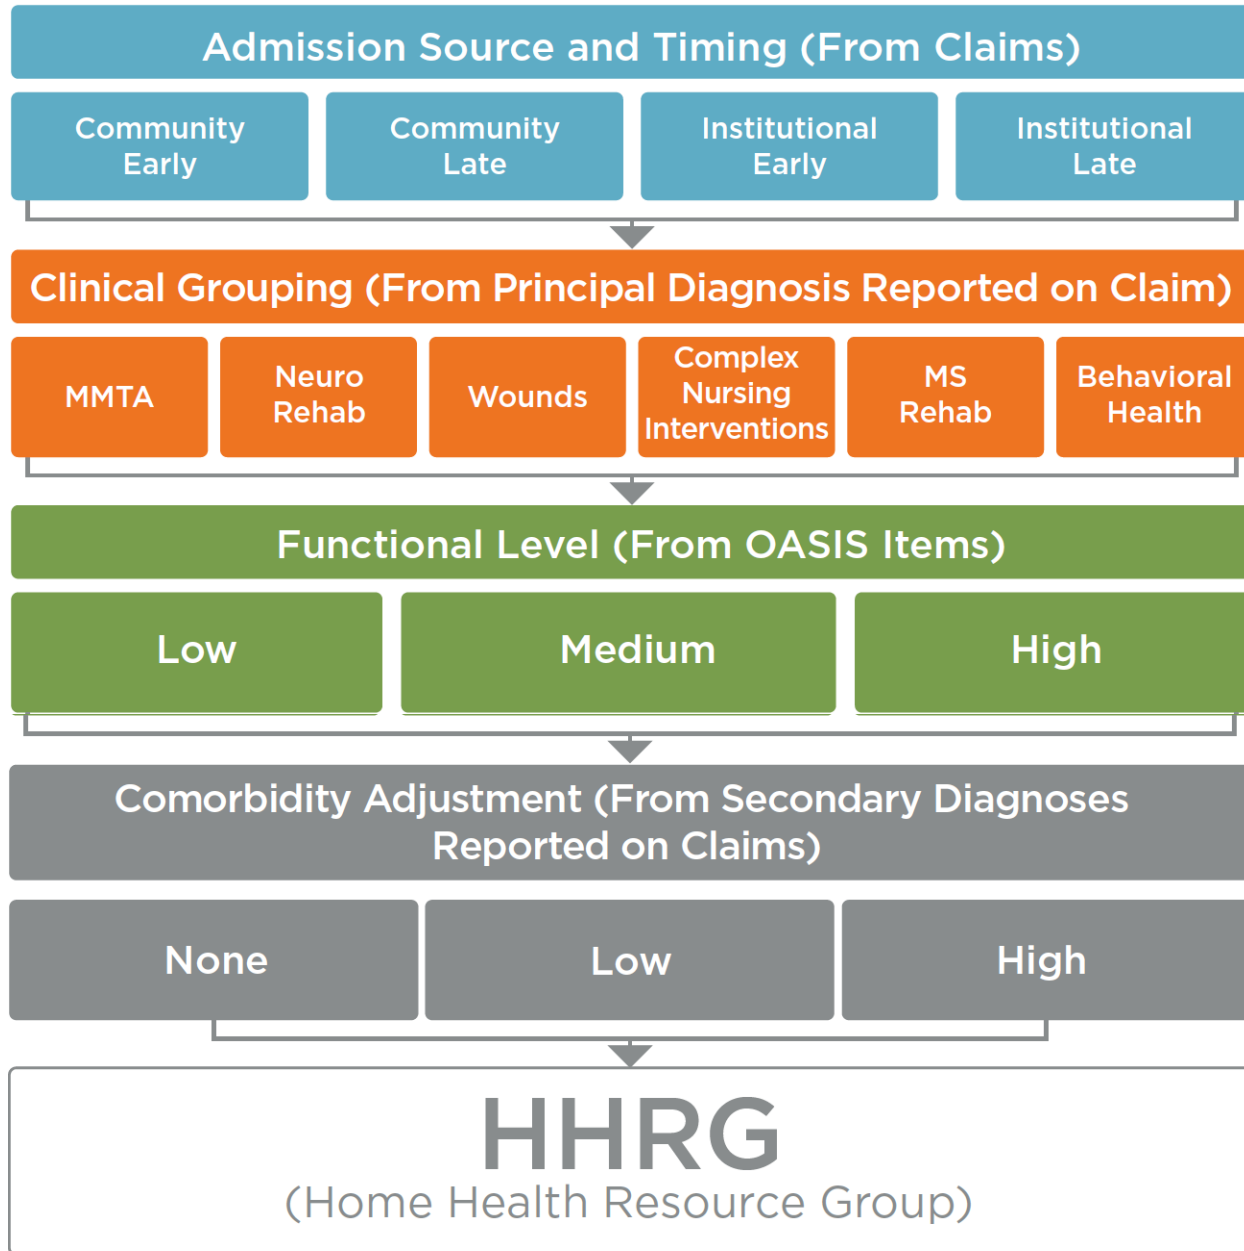 Admission Source and Timing (From Claims)
Community
Early
Community
Late
Institutional
Early
Institutional
Late
Clinical Grouping (From Principal Diagnosis Reported on Claim)
MMTA
Neuro
Rehab
Wounds
Complex
Nursing
Interventions
MS
Rehab
Behavioral
Health
Functional Level (From OASIS Items)
Low
Medium
High
Comorbidity Adjustment (From Secondary Diagnoses
Reported on Claims)
None
Low
High
HHRG
(Home Health Resource Group)